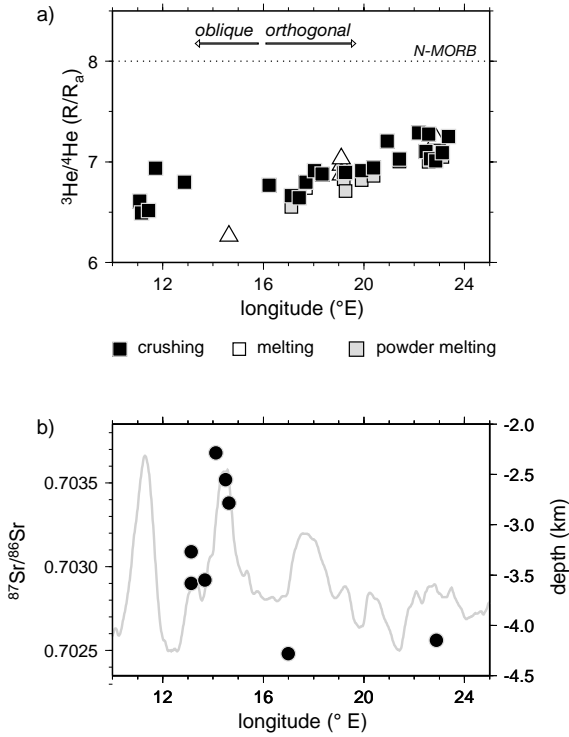 a)
oblique orthogonal
N-MORB
8
7
6
³He/⁴He (R/Rₐ)
12 16 20 24
longitude (°E)
crushing melting powder melting
b)
0.7035
0.7030
0.7025
⁸⁷Sr/⁸⁶Sr
-2.0
-2.5
-3.0
-3.5
-4.0
-4.5
depth (km)
12 16 20 24
longitude (° E)